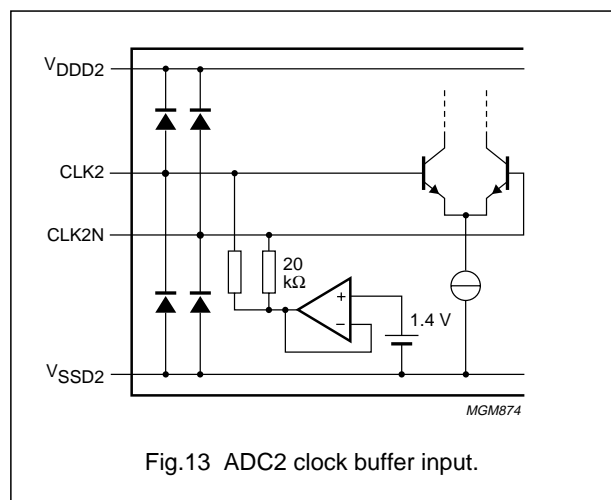 VDDD2
CLK2
CLK2N
20
kΩ
+
−
1.4 V
VSSD2
MGM874
Fig.13 ADC2 clock buffer input.